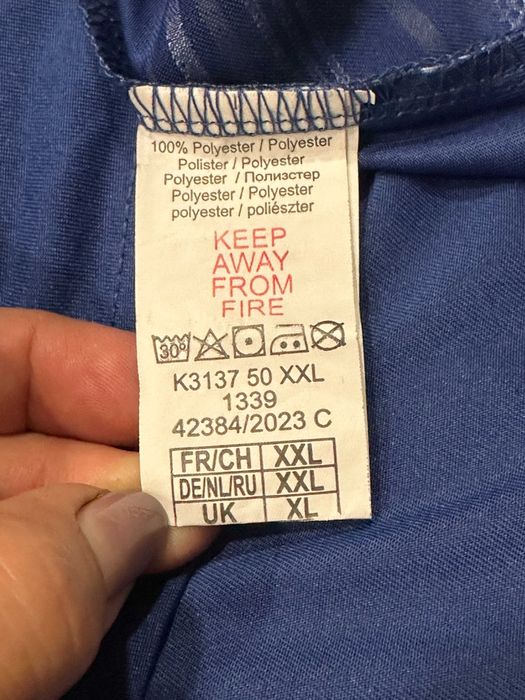 100% Polyester / Polyester
Polister / Polyester
Polyester / Полиэстер
Polyester / Polyester
polyester / poliészter
KEEP
AWAY
FROM
FIRE
30°
K3137 50 XXL
1339
42384/2023 C
FR/CH XXL
DE/NL/RU XXL
UK XL